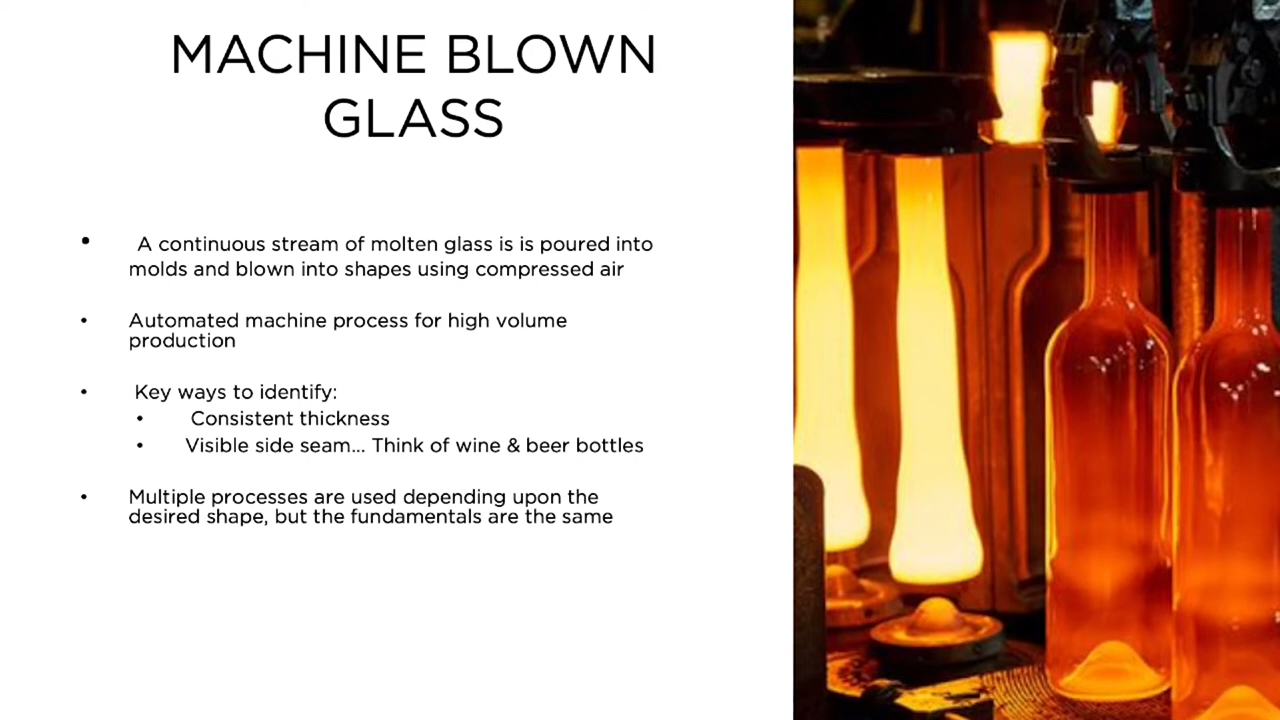 MACHINE BLOWN
GLASS
• A continuous stream of molten glass is is poured into
molds and blown into shapes using compressed air
• Automated machine process for high volume
production
• Key ways to identify:
• Consistent thickness
• Visible side seam... Think of wine & beer bottles
• Multiple processes are used depending upon the
desired shape, but the fundamentals are the same